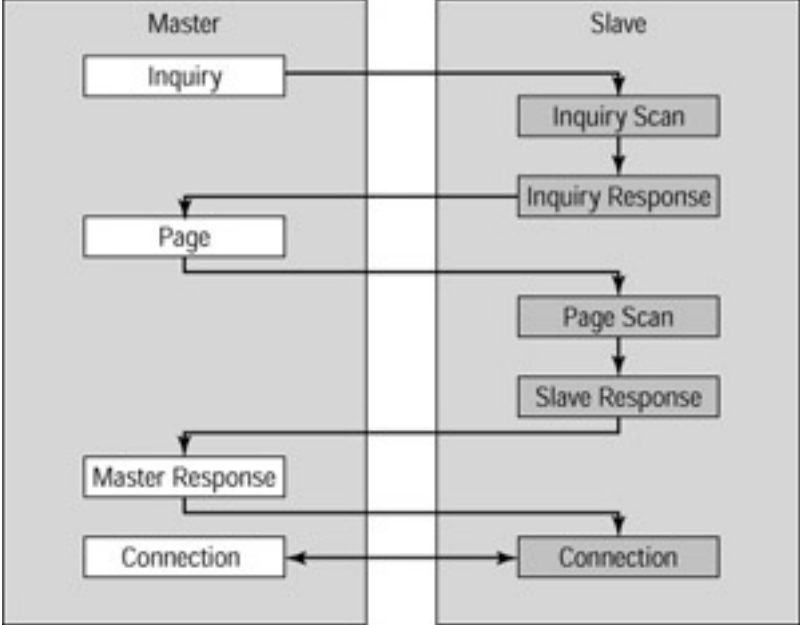 Master
Slave
Inquiry
Inquiry Scan
Inquiry Response
Page
Page Scan
Slave Response
Master Response
Connection
Connection